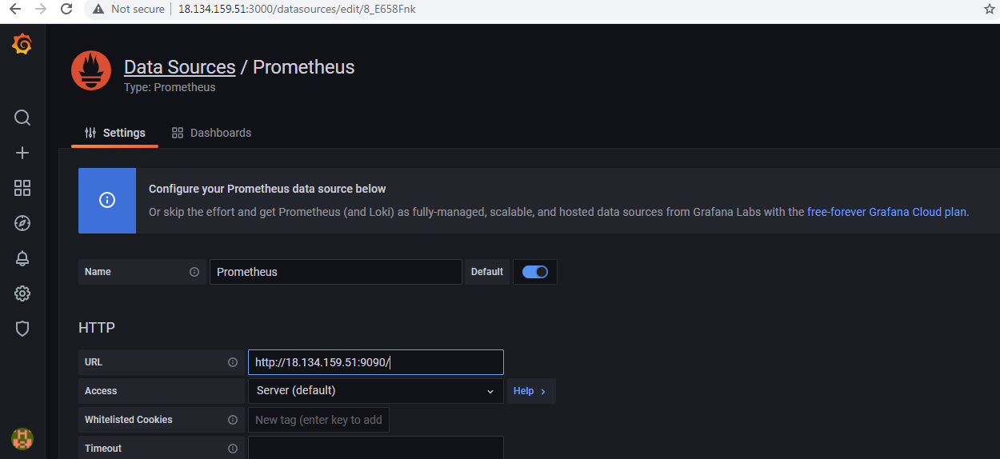 Not secure | 18.134.159.51:3000/datasources/edit/8_E658Fnk
Data Sources / Prometheus
Type: Prometheus
Settings
Dashboards
Configure your Prometheus data source below
Or skip the effort and get Prometheus (and Loki) as fully-managed, scalable, and hosted data sources from Grafana Labs with the free-forever Grafana Cloud plan.
Name
Prometheus
Default
HTTP
URL
http://18.134.159.51:9090/
Access
Server (default)
Help
Whitelisted Cookies
New tag (enter key to add
Timeout